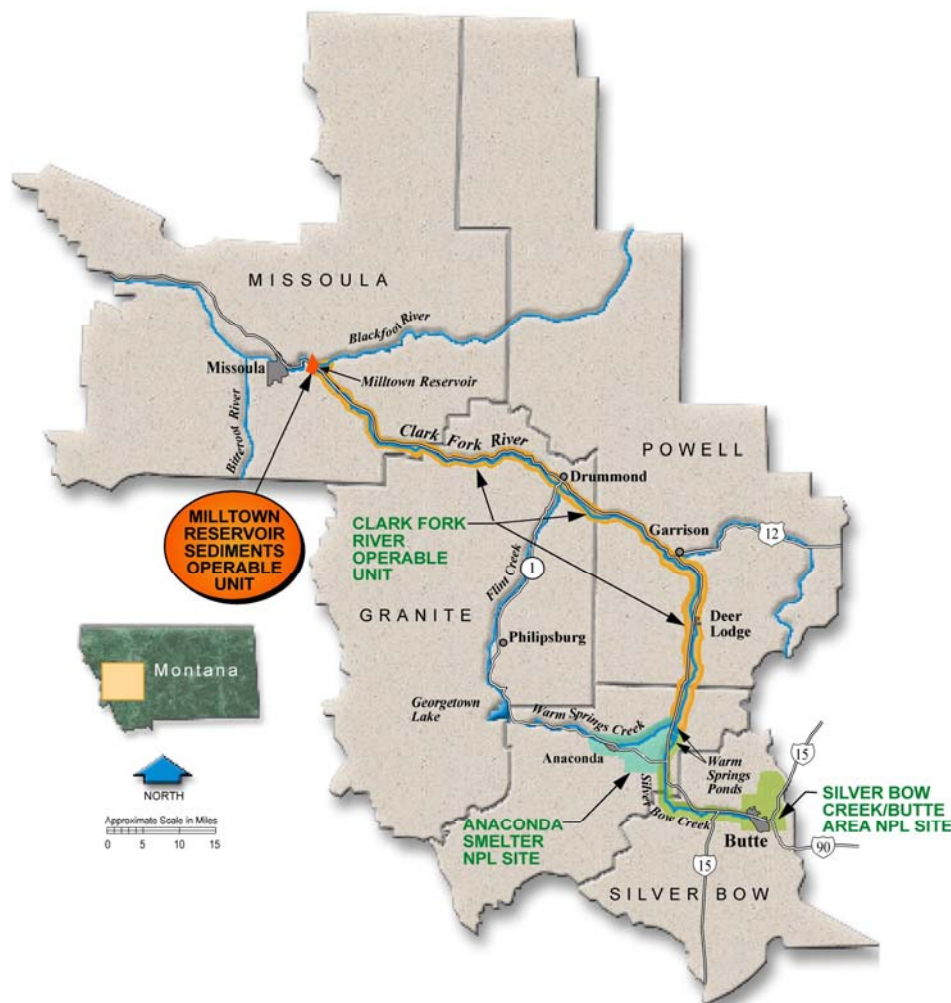 MISSOULA
Blackfoot River
Missoula
Milltown Reservoir
Bitterroot River
Clark Fork River
POWELL
Drummond
MILLTOWN
RESERVOIR
SEDIMENTS
OPERABLE
UNIT
CLARK FORK
RIVER
OPERABLE
UNIT
Garrison
12
Flint Creek
1
GRANITE
Deer
Lodge
Philipsburg
Montana
Georgetown
Lake
Warm Springs Creek
Anaconda
Warm
Springs
Ponds
15
NORTH
Approximate Scale in Miles
0 5 10 15
Silver Bow Creek
ANACONDA
SMELTER
NPL SITE
SILVER BOW
CREEK/BUTTE
AREA NPL SITE
Butte
90
15
SILVER BOW